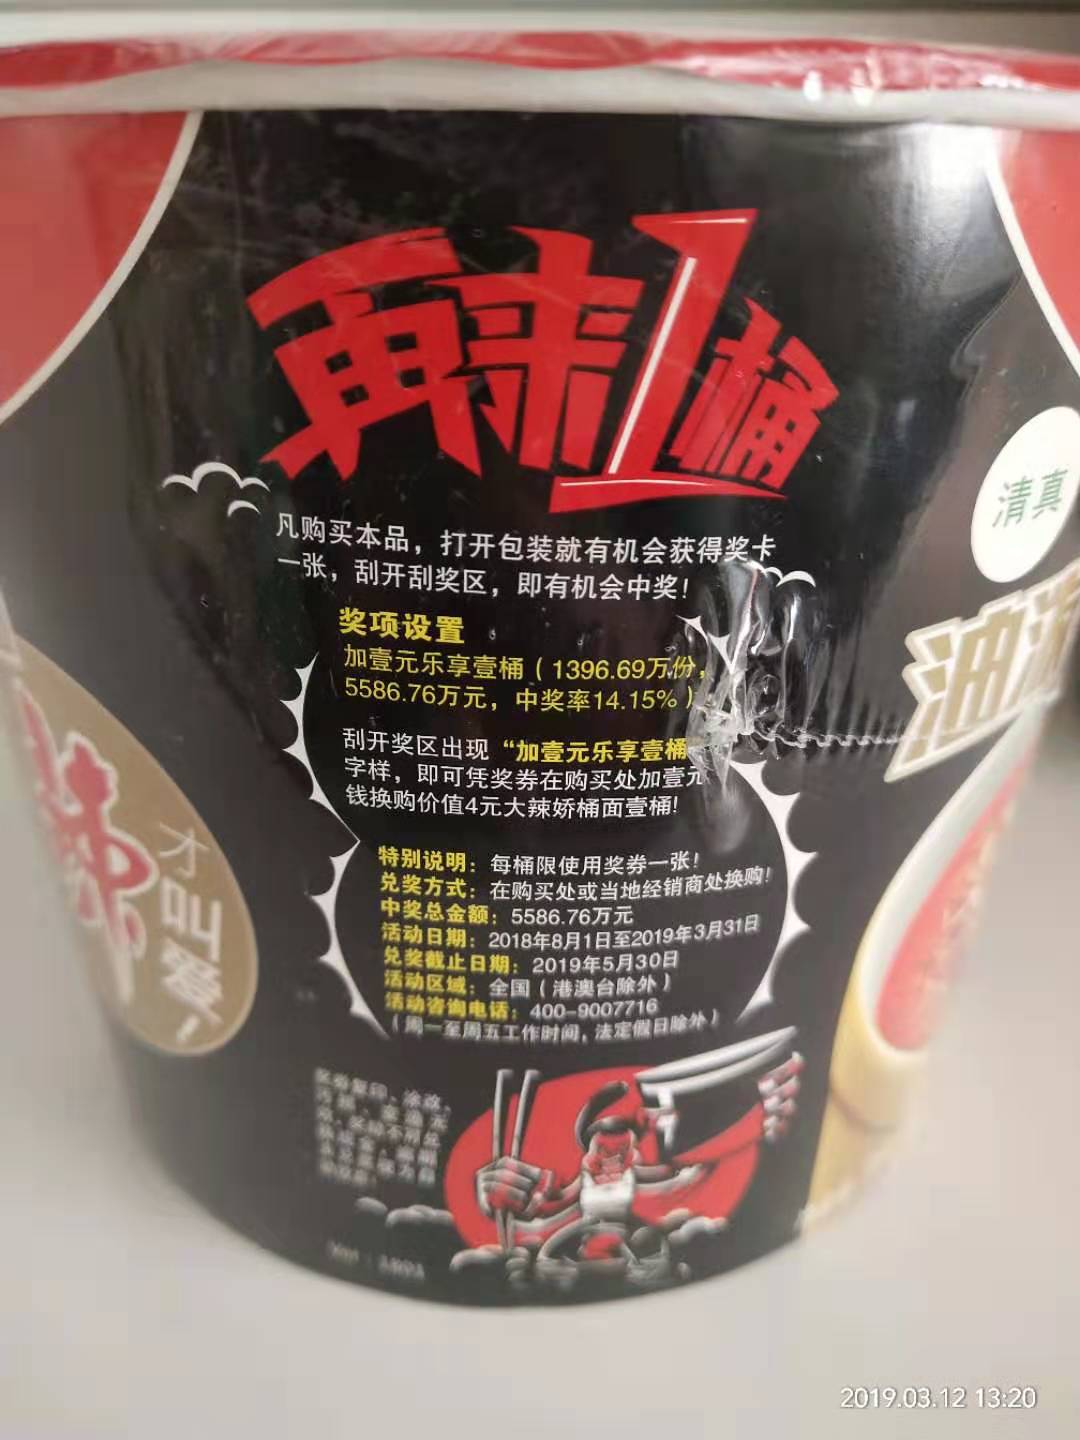 再来1桶
清真
凡购买本品，打开包装就有机会获得奖卡
一张，刮开刮奖区，即有机会中奖！
奖项设置
加壹元乐享壹桶（1396.69万份，
5586.76万元，中奖率14.15%）
刮开奖区出现“加壹元乐享壹桶
字样，即可凭奖券在购买处加壹元
钱换购价值4元大辣娇桶面壹桶！
油泼
辣
才叫爱！
特别说明：每桶限使用奖券一张！
兑奖方式：在购买处或当地经销商处换购！
中奖总金额：5586.76万元
活动日期：2018年8月1日至2019年3月31日
兑奖截止日期：2019年5月30日
活动区域：全国（港澳台除外）
活动咨询电话：400-9007716
（周一至周五工作时间，法定假日除外）
奖券复印、涂改、
2019.03.12 13:20